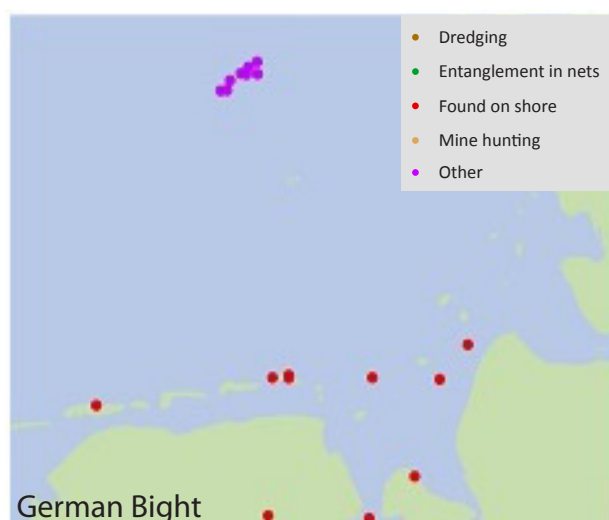 Dredging
Entanglement in nets
Found on shore
Mine hunting
Other
German Bight